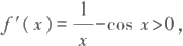 f′(x)=1/x-cos x>0,